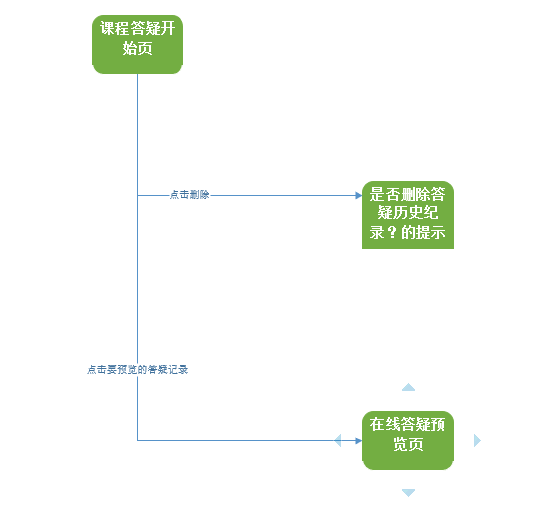 课程答疑开
始页
点击删除
是否删除答
疑历史纪
录？的提示
点击要预览的答疑记录
在线答疑预
览页